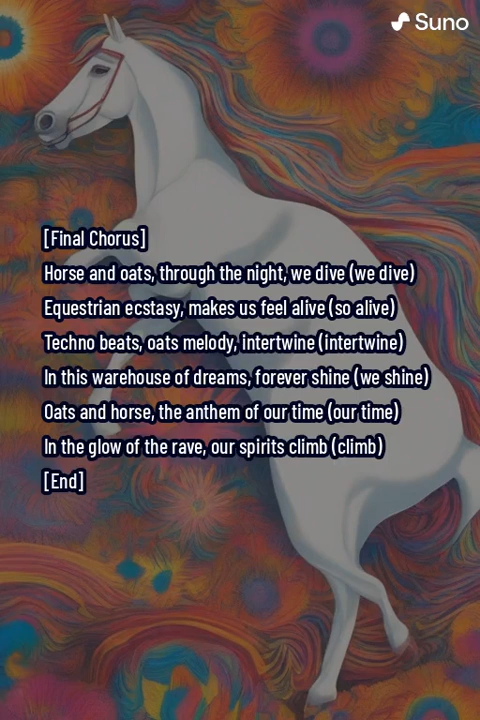 Suno
[Final Chorus]
Horse and oats, through the night, we dive (we dive)
Equestrian ecstasy, makes us feel alive (so alive)
Techno beats, oats melody, intertwine (intertwine)
In this warehouse of dreams, forever shine (we shine)
Oats and horse, the anthem of our time (our time)
In the glow of the rave, our spirits climb (climb)
[End]